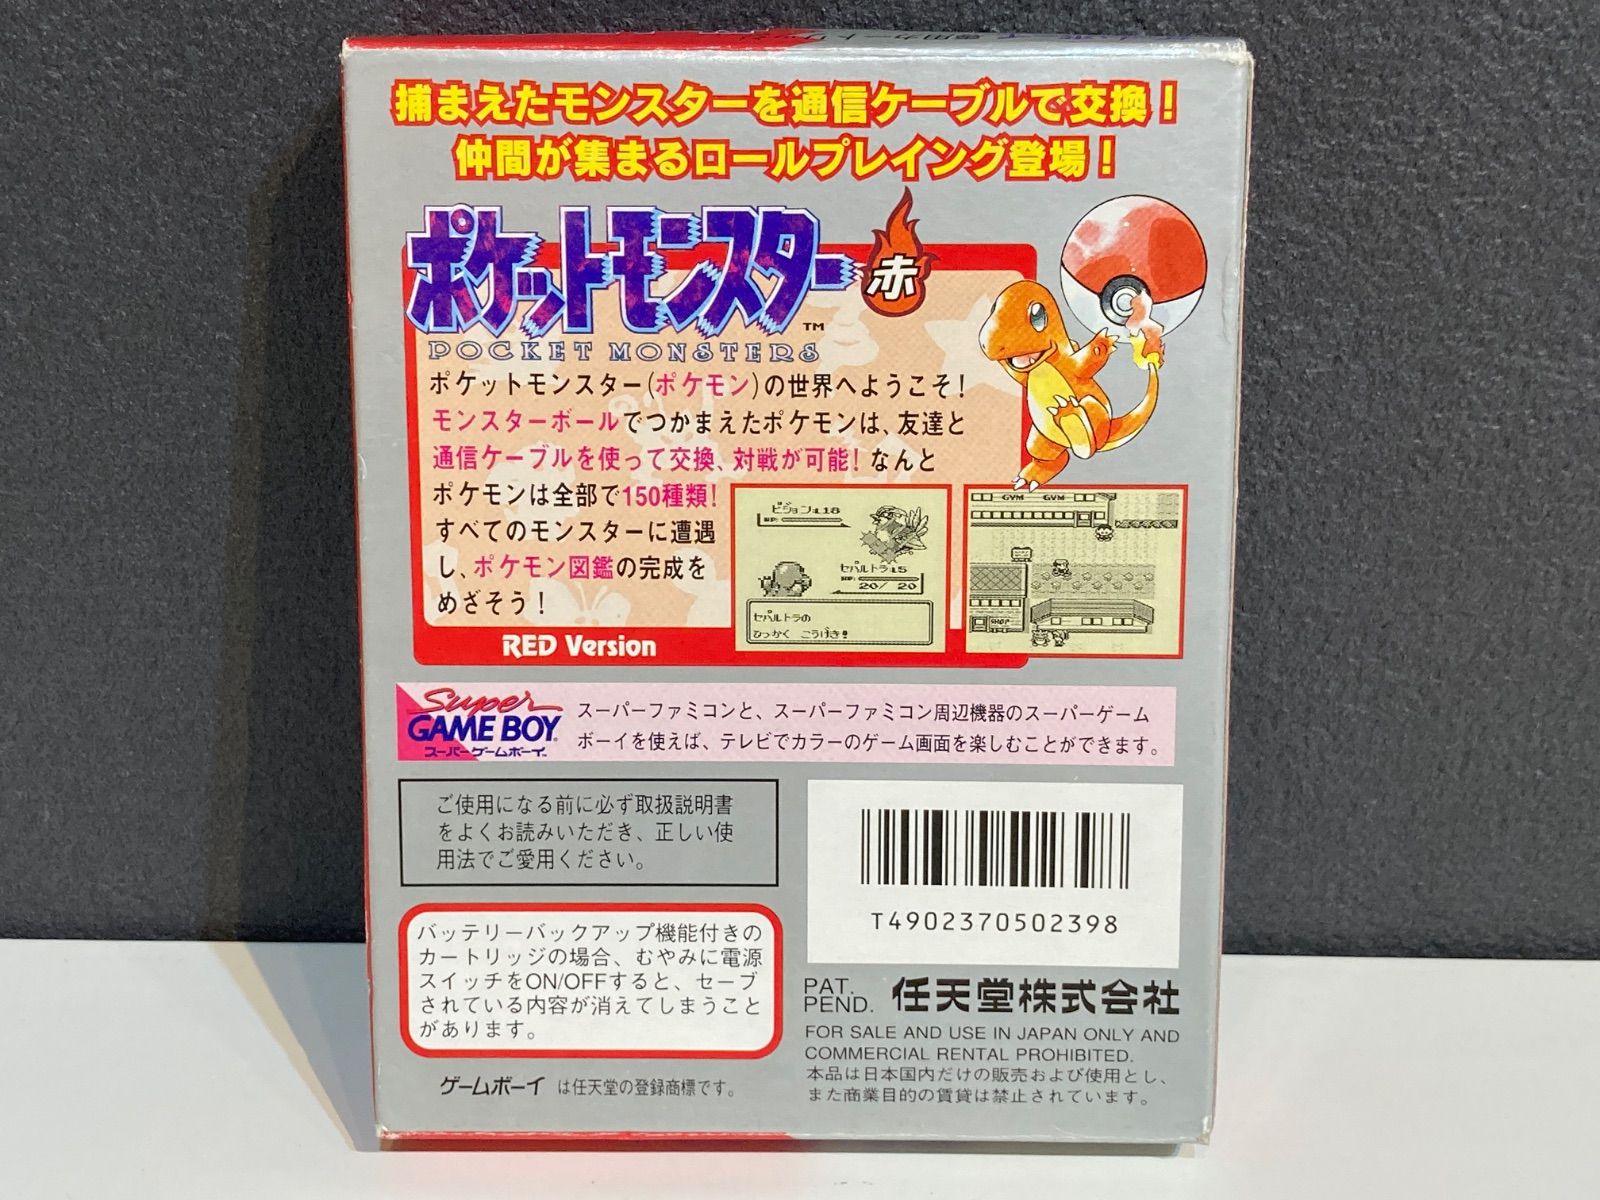 捕まえたモンスターを通信ケーブルで交換!
仲間が集まるロールプレイング登場!
ポケットモンスター 赤
TM
POCKET MONSTERS
ポケットモンスター(ポケモン)の世界へようこそ!
モンスターボールでつかまえたポケモンは、友達と
通信ケーブルを使って交換、対戦が可能! なんと
ポケモンは全部で150種類!
すべてのモンスターに遭遇
し、ポケモン図鑑の完成を
めざそう!
RED Version
ピジョン :L18
HP:
セパルトラ :L5
HP:
20/ 20
セパルトラの
ひっかく こうげき!
GYM GYM
SHOP
Super
GAME BOY
スーパーゲームボーイ
スーパーファミコンと、スーパーファミコン周辺機器のスーパーゲーム
ボーイを使えば、テレビでカラーのゲーム画面を楽しむことができます。
ご使用になる前に必ず取扱説明書
をよくお読みいただき、正しい使
用法でご愛用ください。
バッテリーバックアップ機能付きの
カートリッジの場合、むやみに電源
スイッチをON/OFFすると、セーブ
されている内容が消えてしまうこと
があります。
ゲームボーイ は任天堂の登録商標です。
T4902370502398
PAT.
PEND. 任天堂株式会社
FOR SALE AND USE IN JAPAN ONLY AND
COMMERCIAL RENTAL PROHIBITED.
本品は日本国内だけの販売および使用とし、
また商業目的の賃貸は禁止されています。